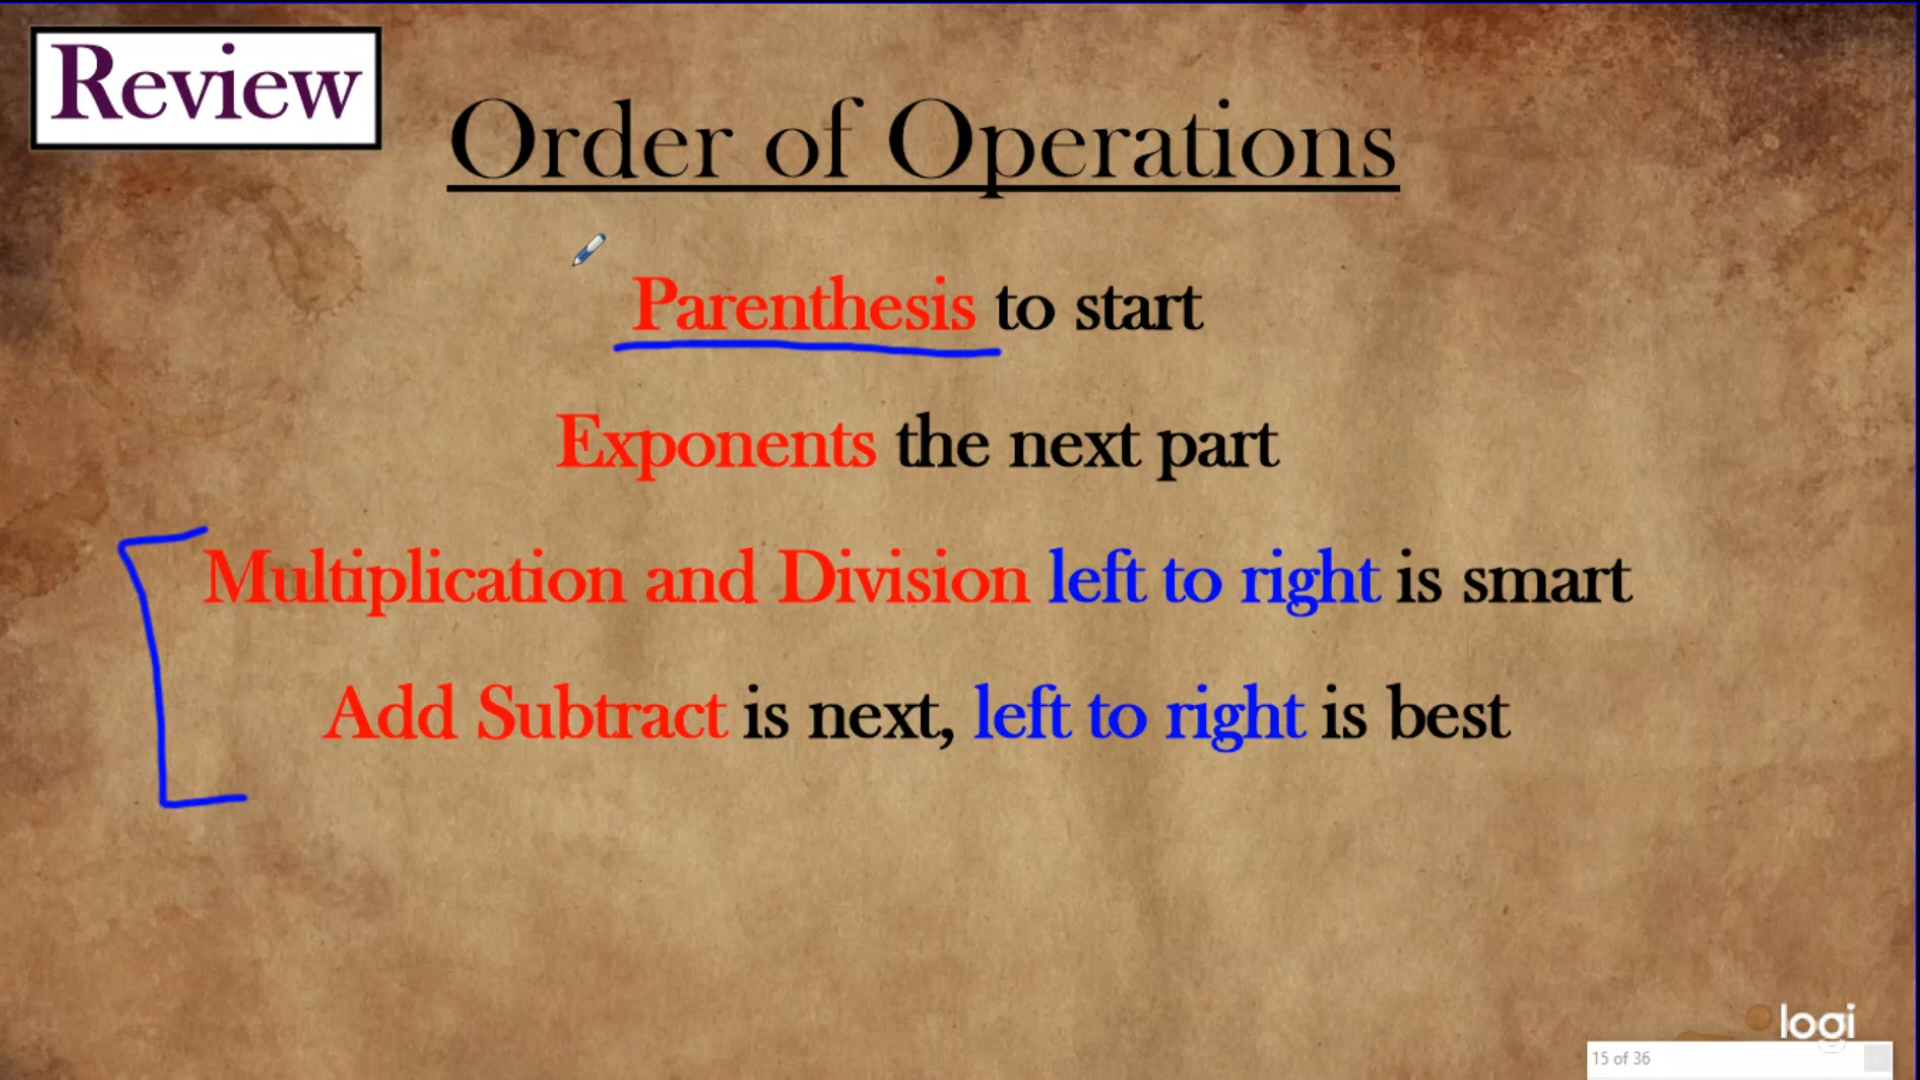 Review
Order of Operations
Parenthesis to start
Exponents the next part
Multiplication and Division left to right is smart
Add Subtract is next, left to right is best
logi
15 of 36